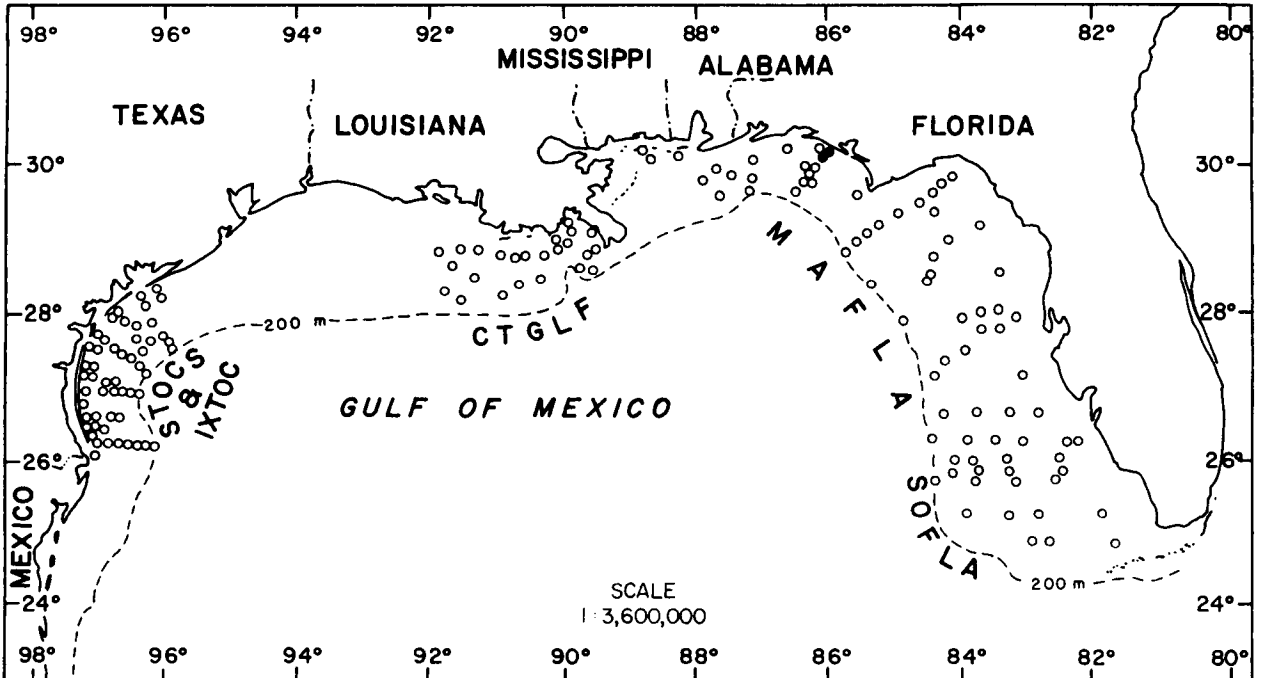 98° 96° 94° 92° 90° 88° 86° 84° 82° 80°
MISSISSIPPI
ALABAMA
TEXAS
LOUISIANA
FLORIDA
30° 30°
28° 28°
26° 26°
24° 24°
200 m
CTGLF
MAFLA
STOCS
&
IXTOC
GULF OF MEXICO
SOFLA
MEXICO
200 m
SCALE
1:3,600,000
98° 96° 94° 92° 90° 88° 86° 84° 82° 80°